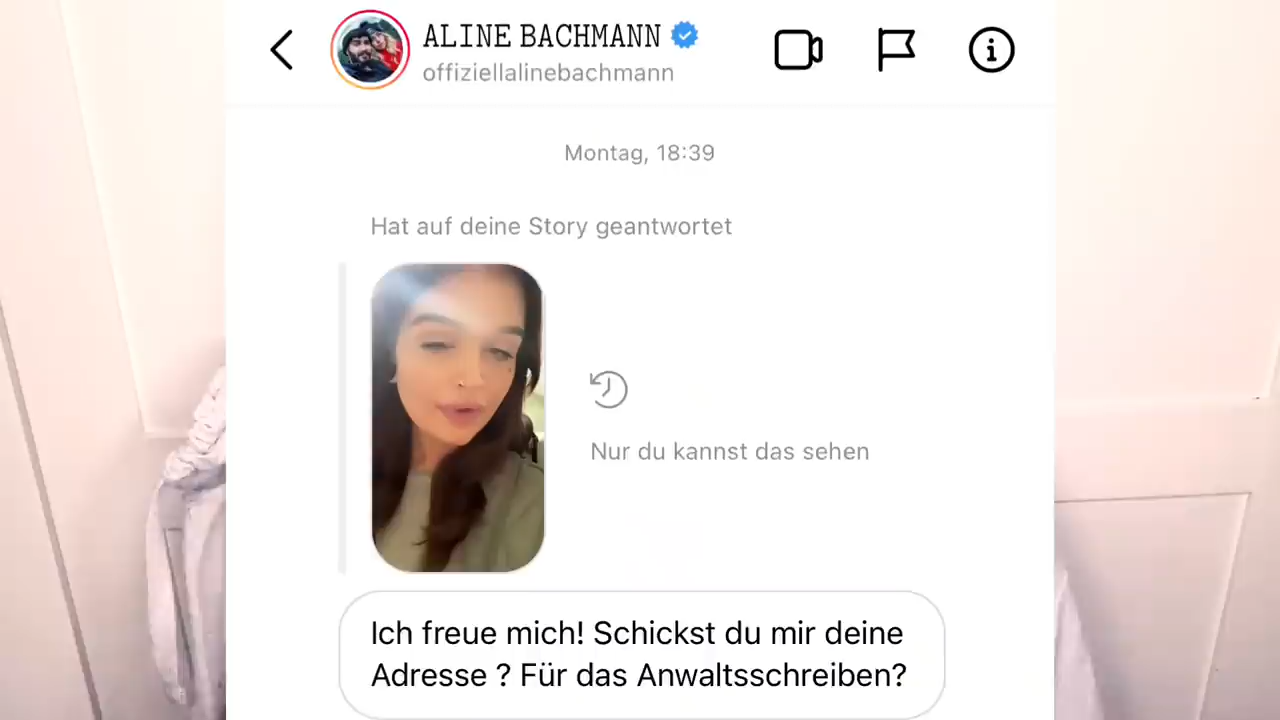 ALINE BACHMANN
offiziellalinebachmann
Montag, 18:39
Hat auf deine Story geantwortet
Nur du kannst das sehen
Ich freue mich! Schickst du mir deine
Adresse ? Für das Anwaltsschreiben?